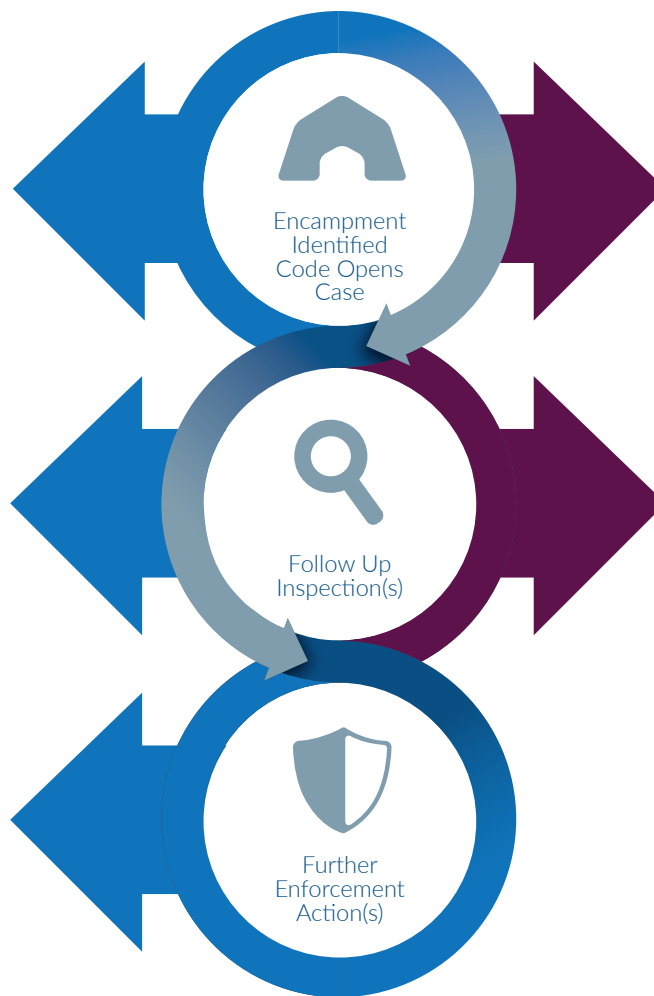 Encampment
Identified
Code Opens
Case
Follow Up
Inspection(s)
Further
Enforcement
Action(s)